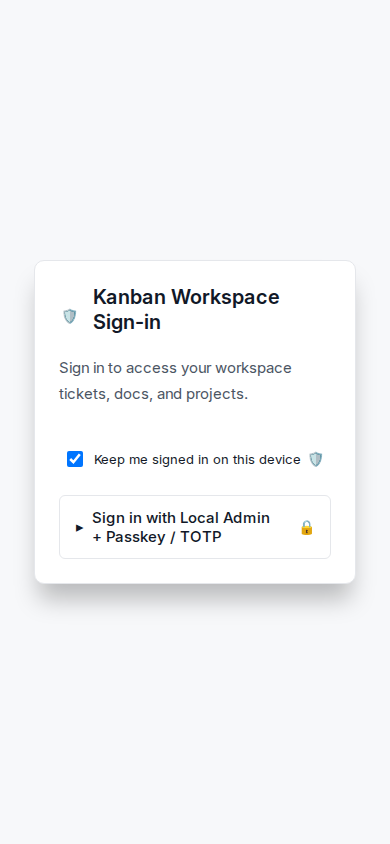 Kanban Workspace
Sign-in
Sign in to access your workspace
tickets, docs, and projects.
Keep me signed in on this device
Sign in with Local Admin
+ Passkey / TOTP